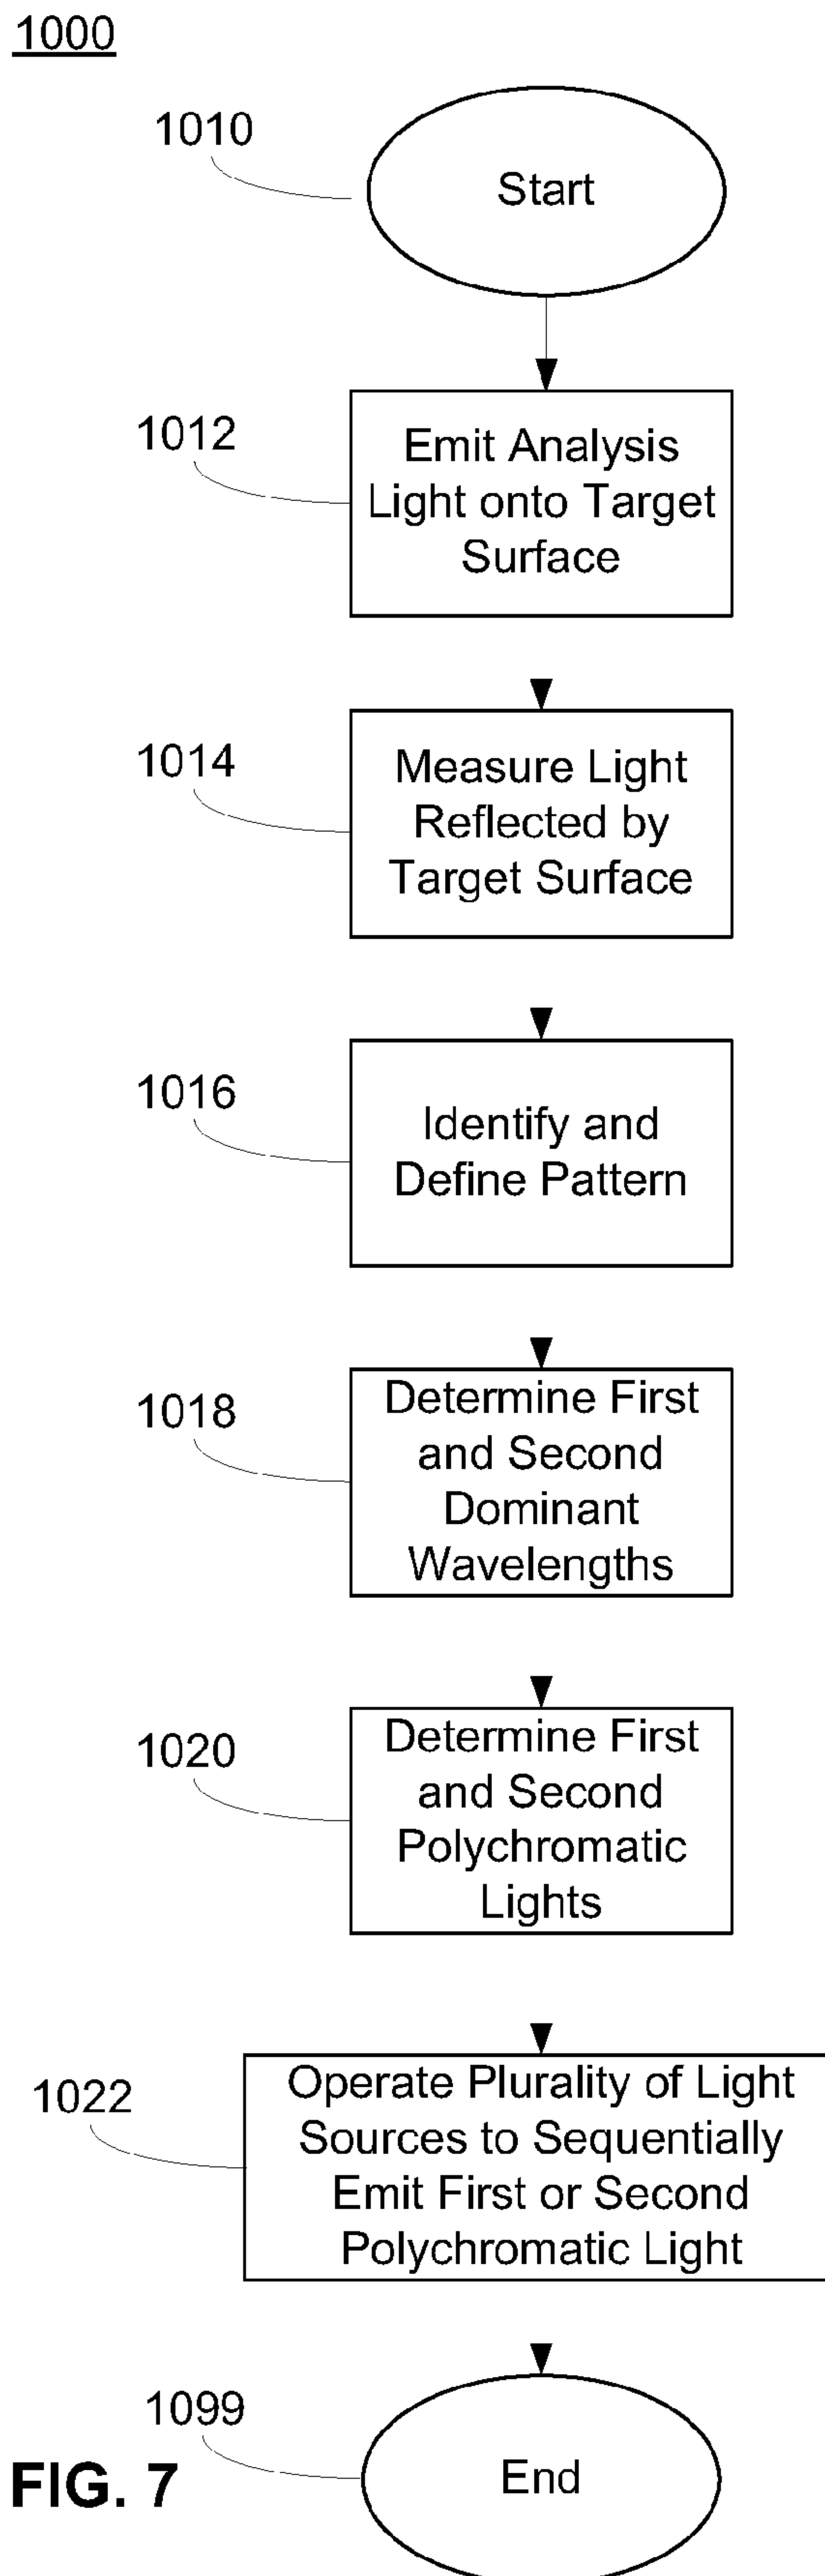 1000
1010
Start
1012
Emit Analysis
Light onto Target
Surface
1014
Measure Light
Reflected by
Target Surface
1016
Identify and
Define Pattern
1018
Determine First
and Second
Dominant
Wavelengths
1020
Determine First
and Second
Polychromatic
Lights
1022
Operate Plurality of Light
Sources to Sequentially
Emit First or Second
Polychromatic Light
1099
End
FIG. 7